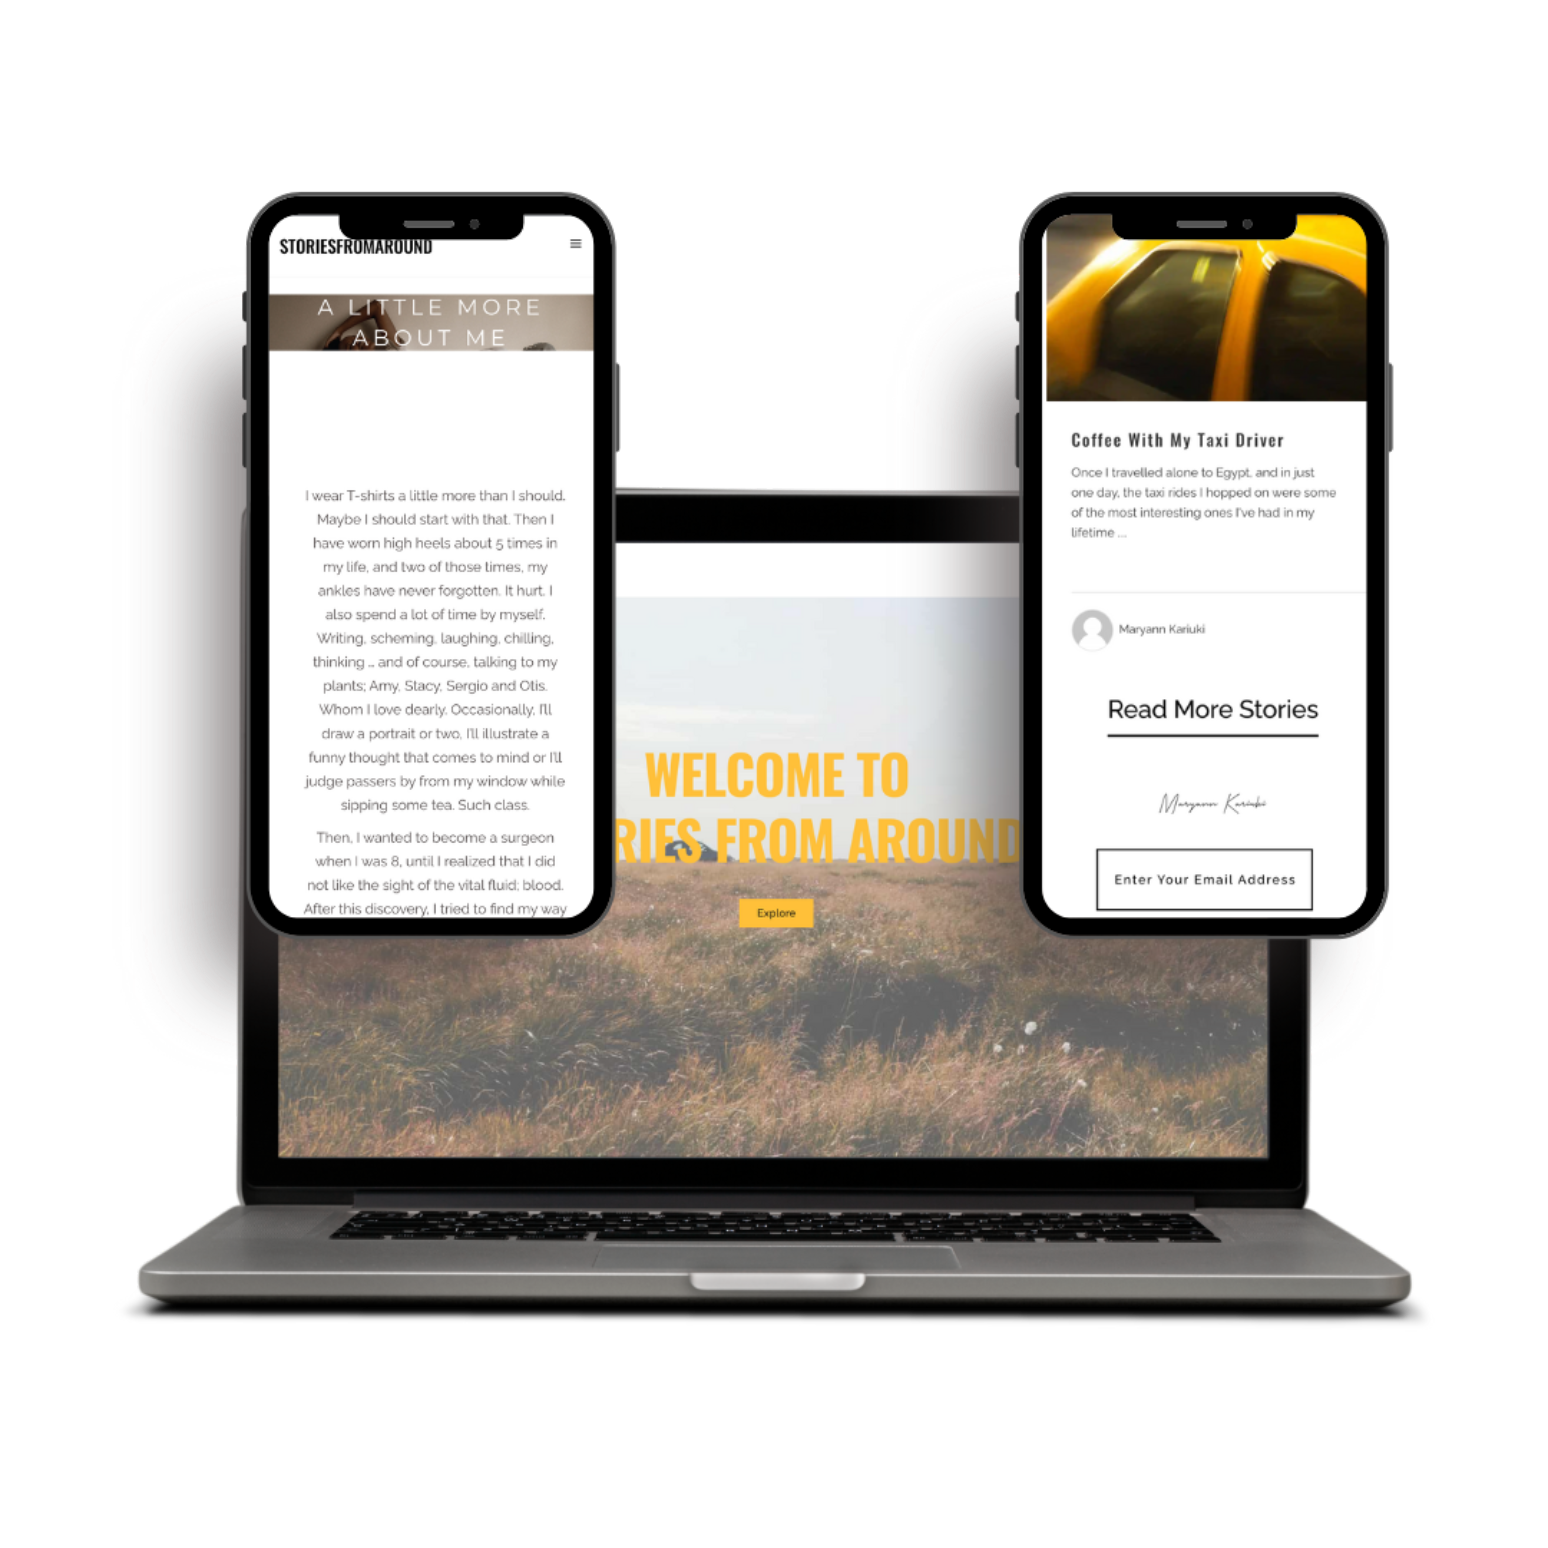 STORIESFROMAROUND
A LITTLE MORE
ABOUT ME
I wear T-shirts a little more than I should.
Maybe I should start with that. Then I
have worn high heels about 5 times in
my life, and two of those times, my
ankles have never forgotten. It hurt. I
also spend a lot of time by myself.
Writing, scheming, laughing, chilling,
thinking … and of course, talking to my
plants; Amy, Stacy, Sergio and Otis.
Whom I love dearly. Occasionally, I'll
draw a portrait or two, I'll illustrate a
funny thought that comes to mind or I'll
judge passers by from my window while
sipping some tea. Such class.
Then, I wanted to become a surgeon
when I was 8, until I realized that I did
not like the sight of the vital fluid; blood.
After this discovery, I tried to find my way
WELCOME TO
RIES FROM AROUND
Explore
Coffee With My Taxi Driver
Once I travelled alone to Egypt, and in just
one day, the taxi rides I hopped on were some
of the most interesting ones I've had in my
lifetime ...
Maryann Kariuki
Read More Stories
Maryann Kariuki
Enter Your Email Address